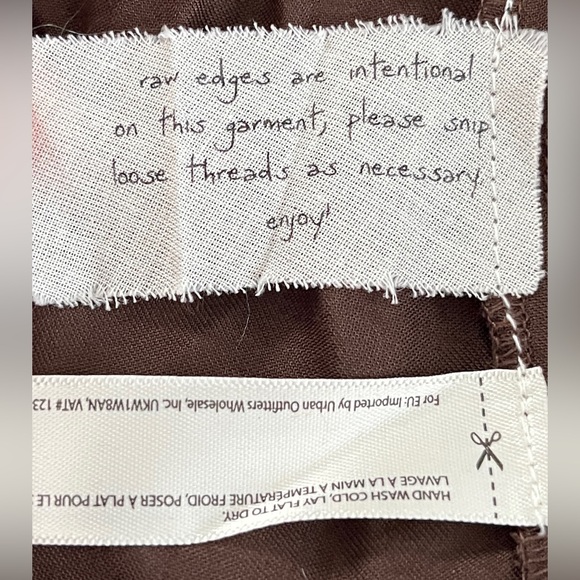 raw edges are intentional
on this garment, please snip
loose threads as necessary
enjoy!
HAND WASH COLD, LAY FLAT TO DRY.
LAVAGE À LA MAIN À TEMPÉRATURE FROID, POSER À PLAT POUR LE
For EU: Imported by Urban Outfitters Wholesale, Inc, UKW1W8AN, VAT# 123